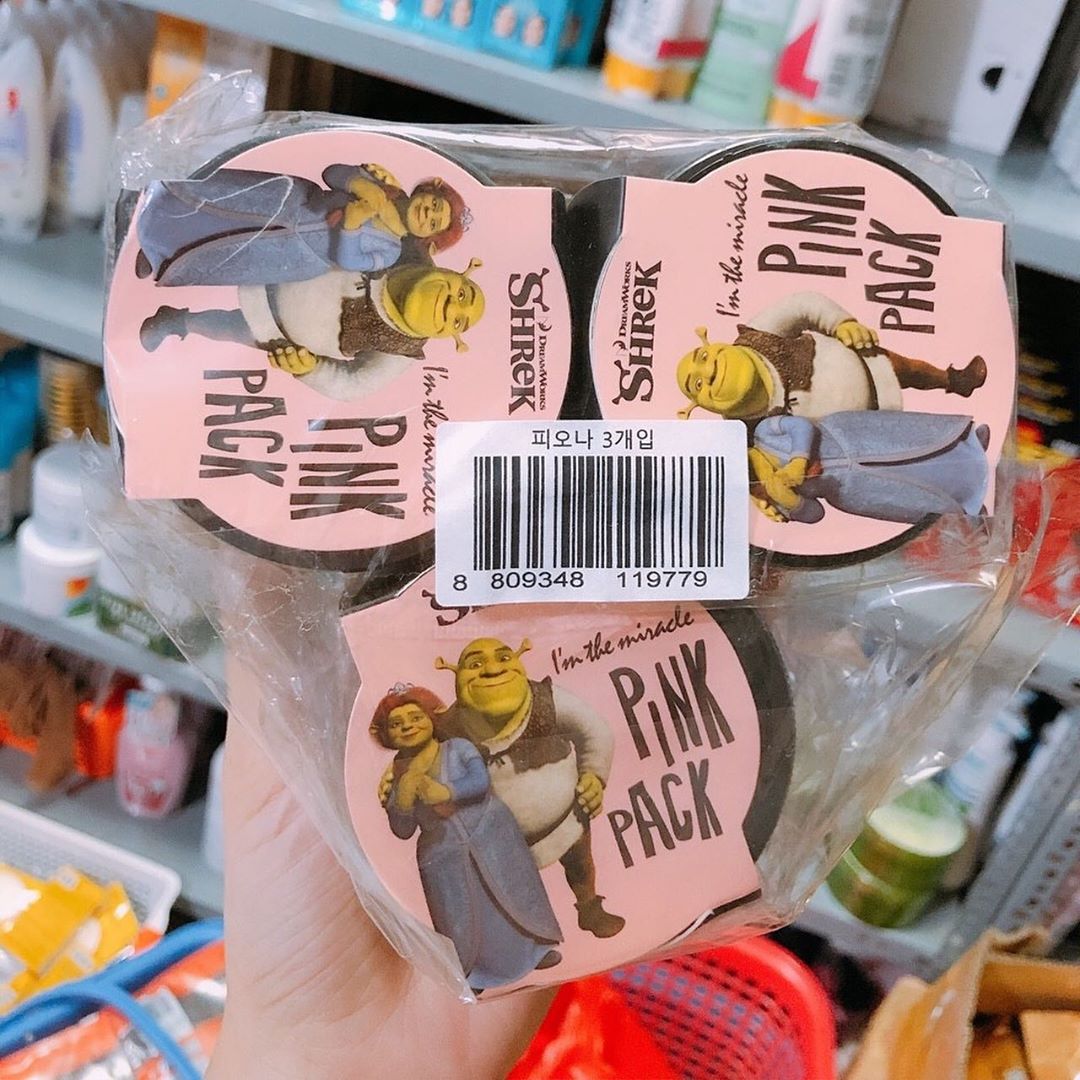 DREAMWORKS
SHREK
I'm the miracle
PINK
PACK
I'm the miracle
PINK
PACK
DREAMWORKS
SHREK
피오나 3개입
8 809348 119779
I'm the miracle
PINK
PACK